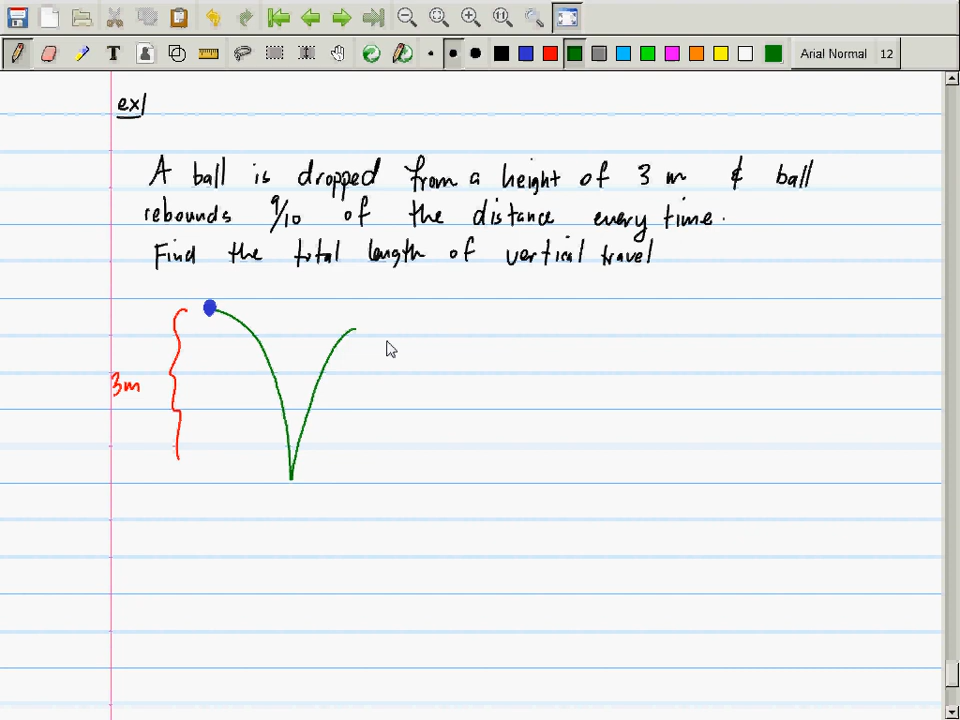 Arial Normal 12
ex/
A ball is dropped from a height of 3 m & ball
rebounds 9/10 of the distance every time.
Find the total length of vertical travel
3m